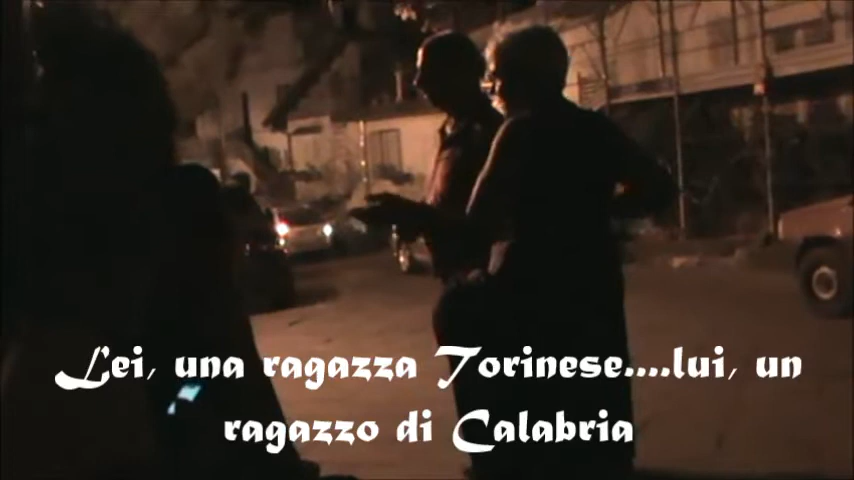 Lei, una ragazza Torinese....lui, un
ragazzo di Calabria